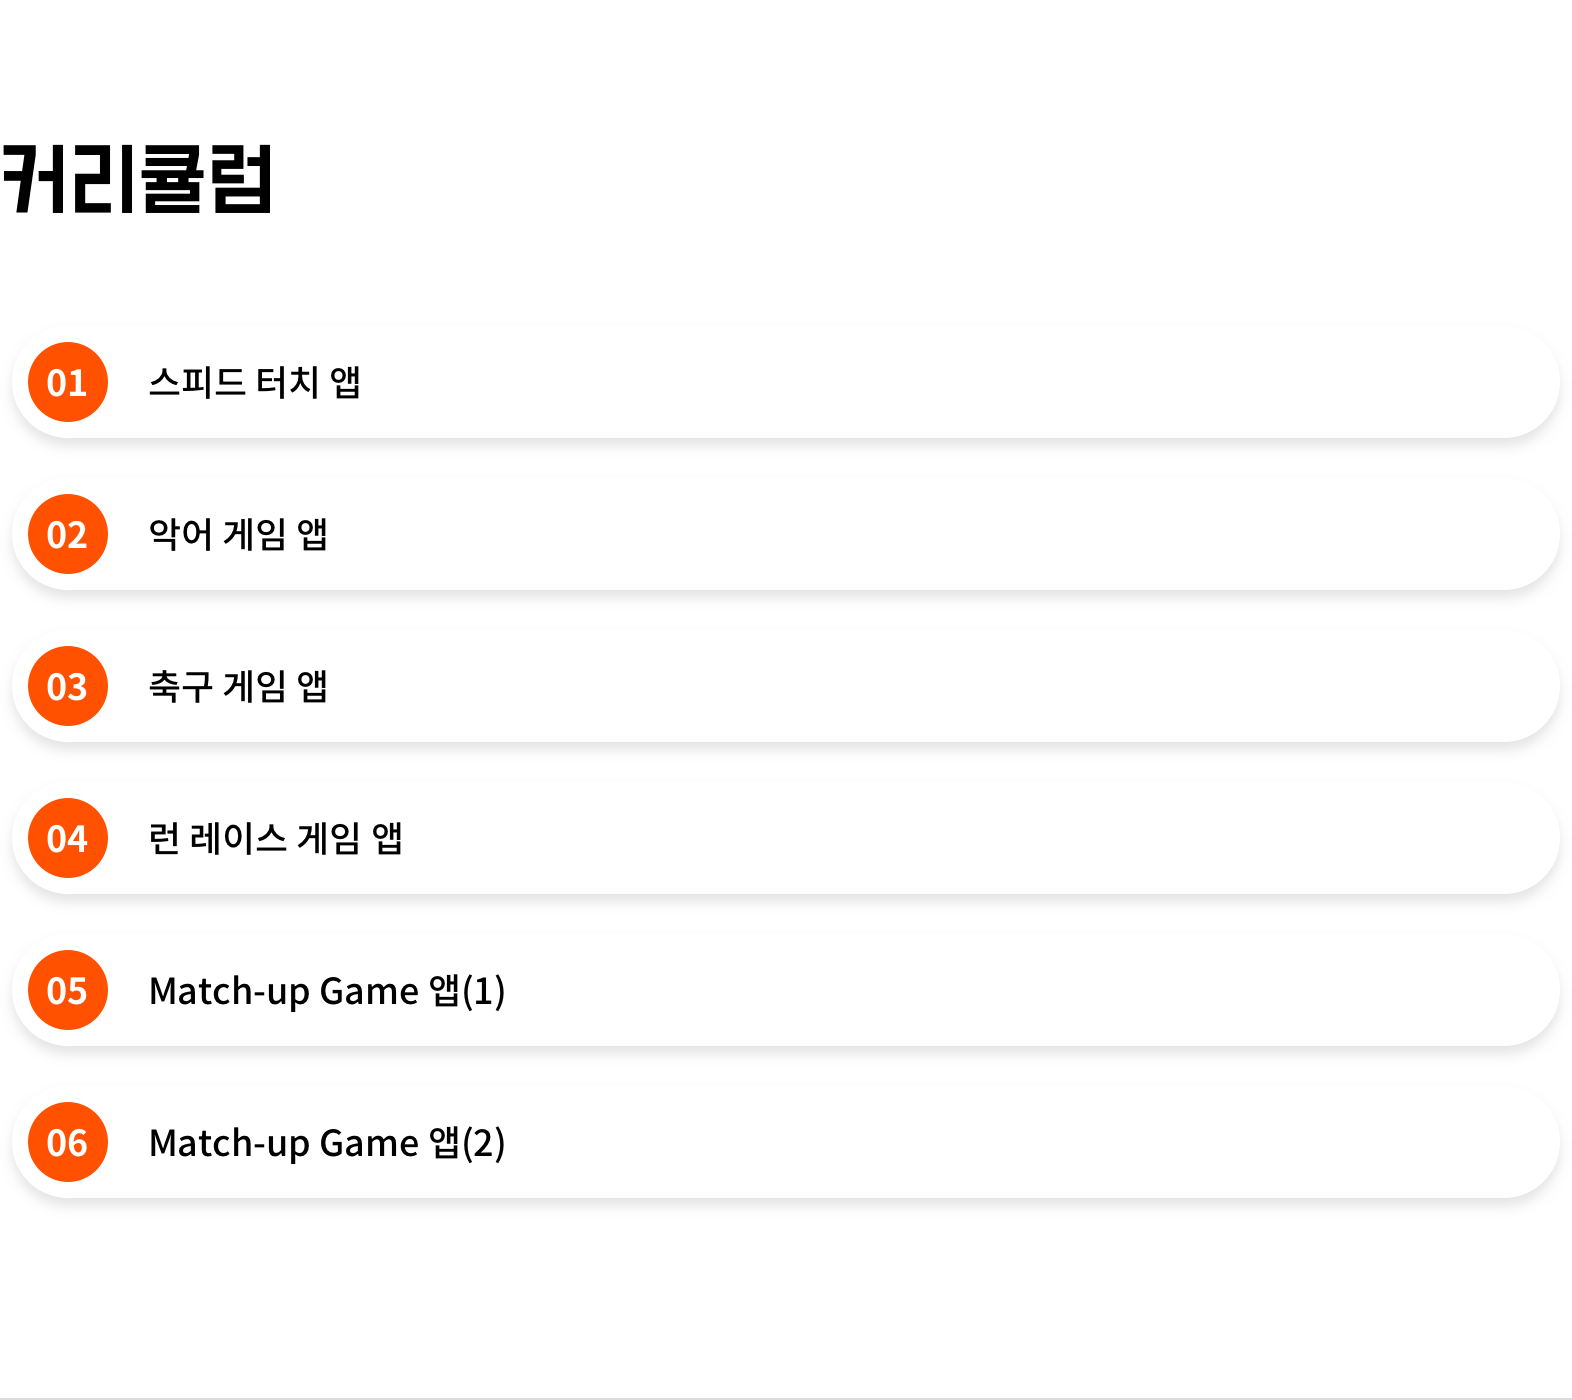 커리큘럼
01 스피드 터치 앱
02 악어 게임 앱
03 축구 게임 앱
04 런 레이스 게임 앱
05 Match-up Game 앱(1)
06 Match-up Game 앱(2)